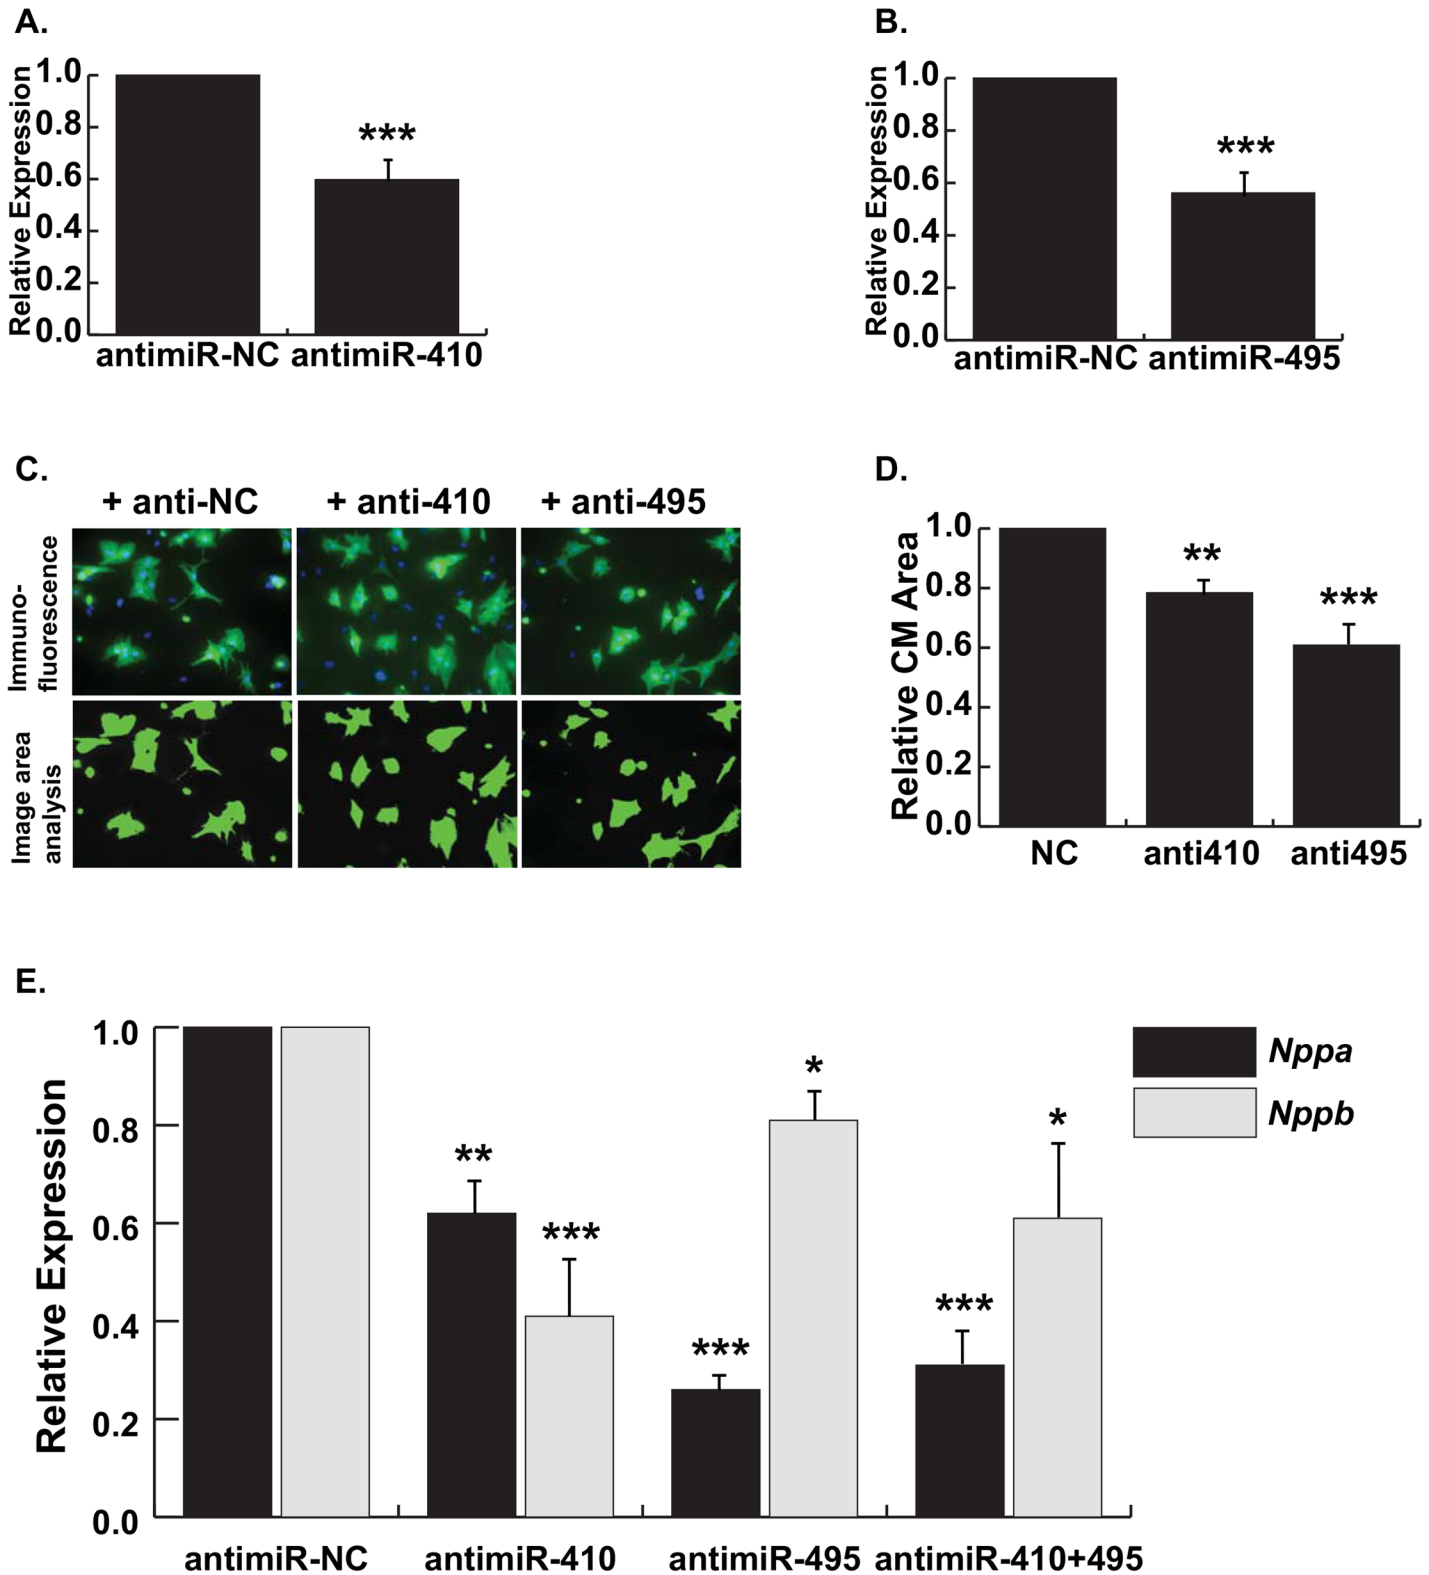 A.
Relative Expression
1.0
0.8
0.6
0.4
0.2
0.0
***
antimiR-NC antimiR-410
B.
Relative Expression
1.0
0.8
0.6
0.4
0.2
0.0
***
antimiR-NC antimiR-495
C.
+ anti-NC + anti-410 + anti-495
Immuno-
fluorescence
Image area
analysis
D.
Relative CM Area
1.0
0.8
0.6
0.4
0.2
0.0
**
***
NC anti410 anti495
E.
Relative Expression
1.0
0.8
0.6
0.4
0.2
0.0
**
***
***
*
***
*
antimiR-NC antimiR-410 antimiR-495 antimiR-410+495
Nppa
Nppb